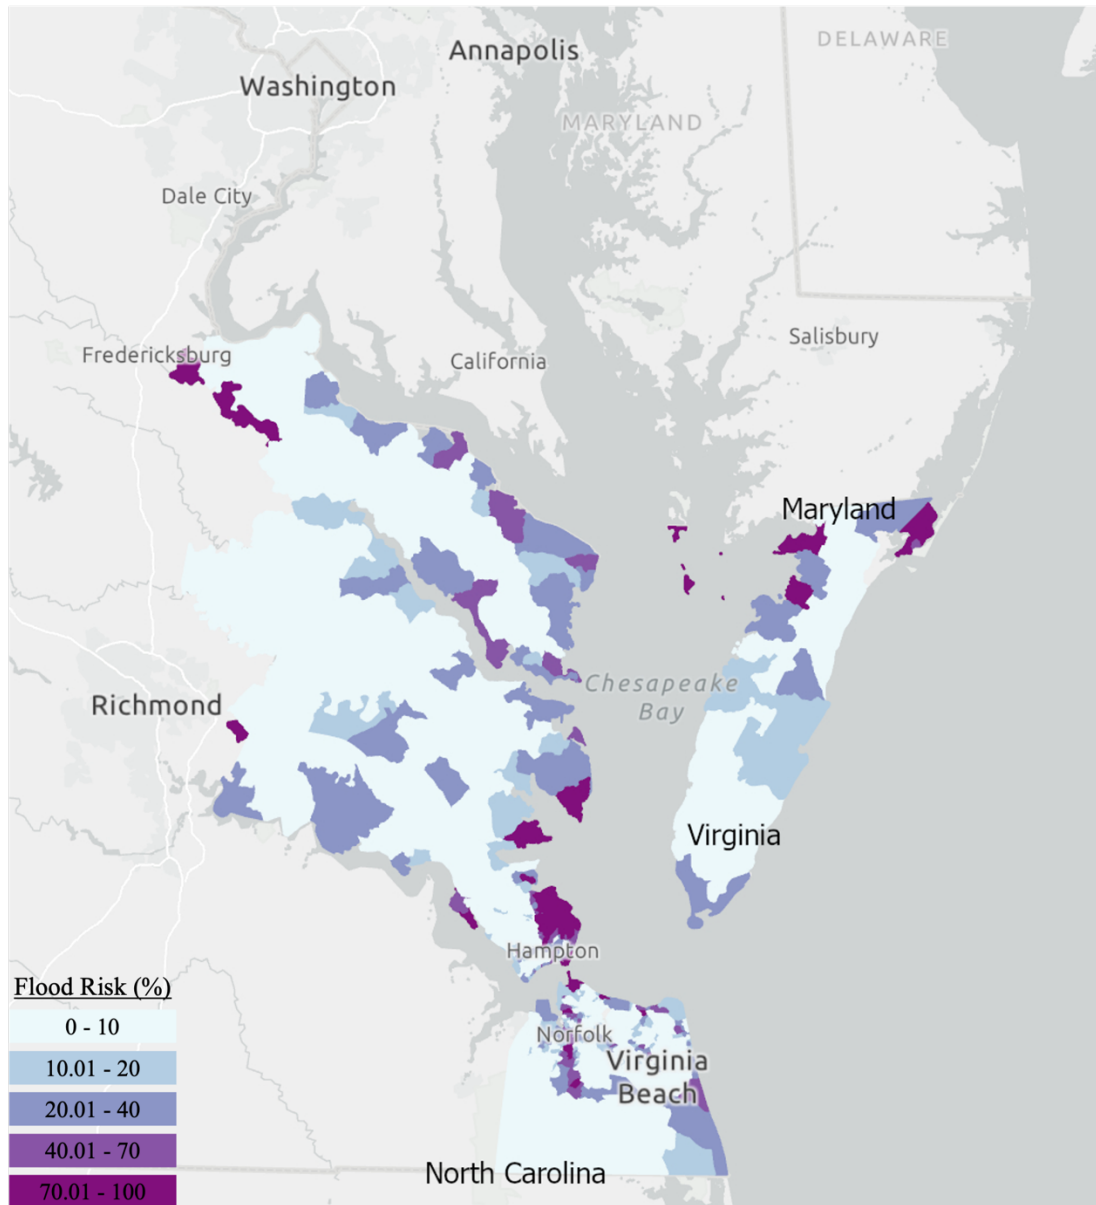 Annapolis
DELAWARE
Washington
MARYLAND
Dale City
Salisbury
Fredericksburg
California
Maryland
Chesapeake
Bay
Richmond
Virginia
Hampton
Flood Risk (%)
0 - 10
Norfolk
Virginia
Beach
10.01 - 20
20.01 - 40
40.01 - 70
North Carolina
70.01 - 100